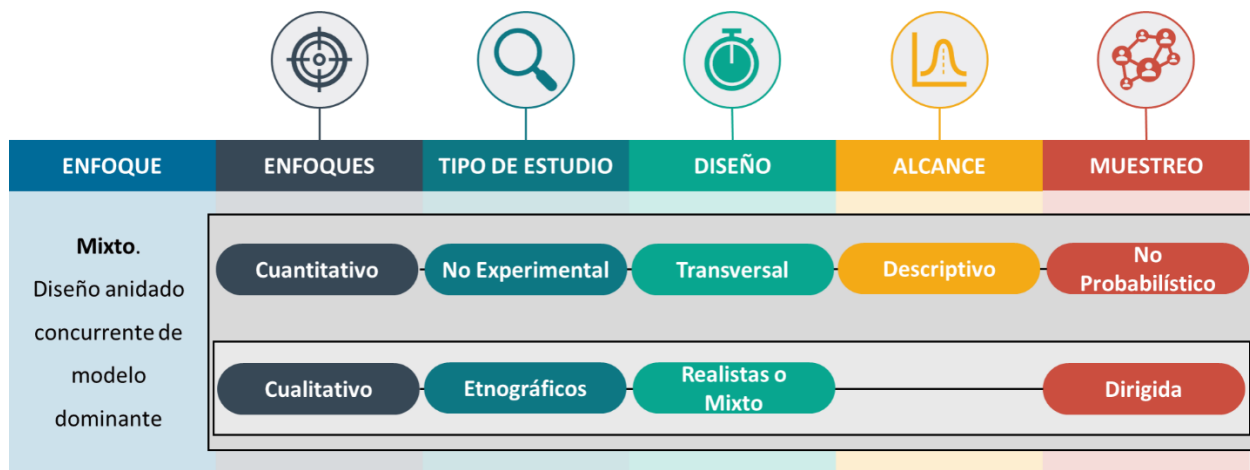 ENFOQUE ENFOQUES TIPO DE ESTUDIO DISEÑO ALCANCE MUESTREO
Mixto.
Diseño anidado
concurrente de
modelo
dominante
Cuantitativo No Experimental Transversal Descriptivo No
Probabilístico
Cualitativo Etnográficos Realistas o
Mixto
Dirigida